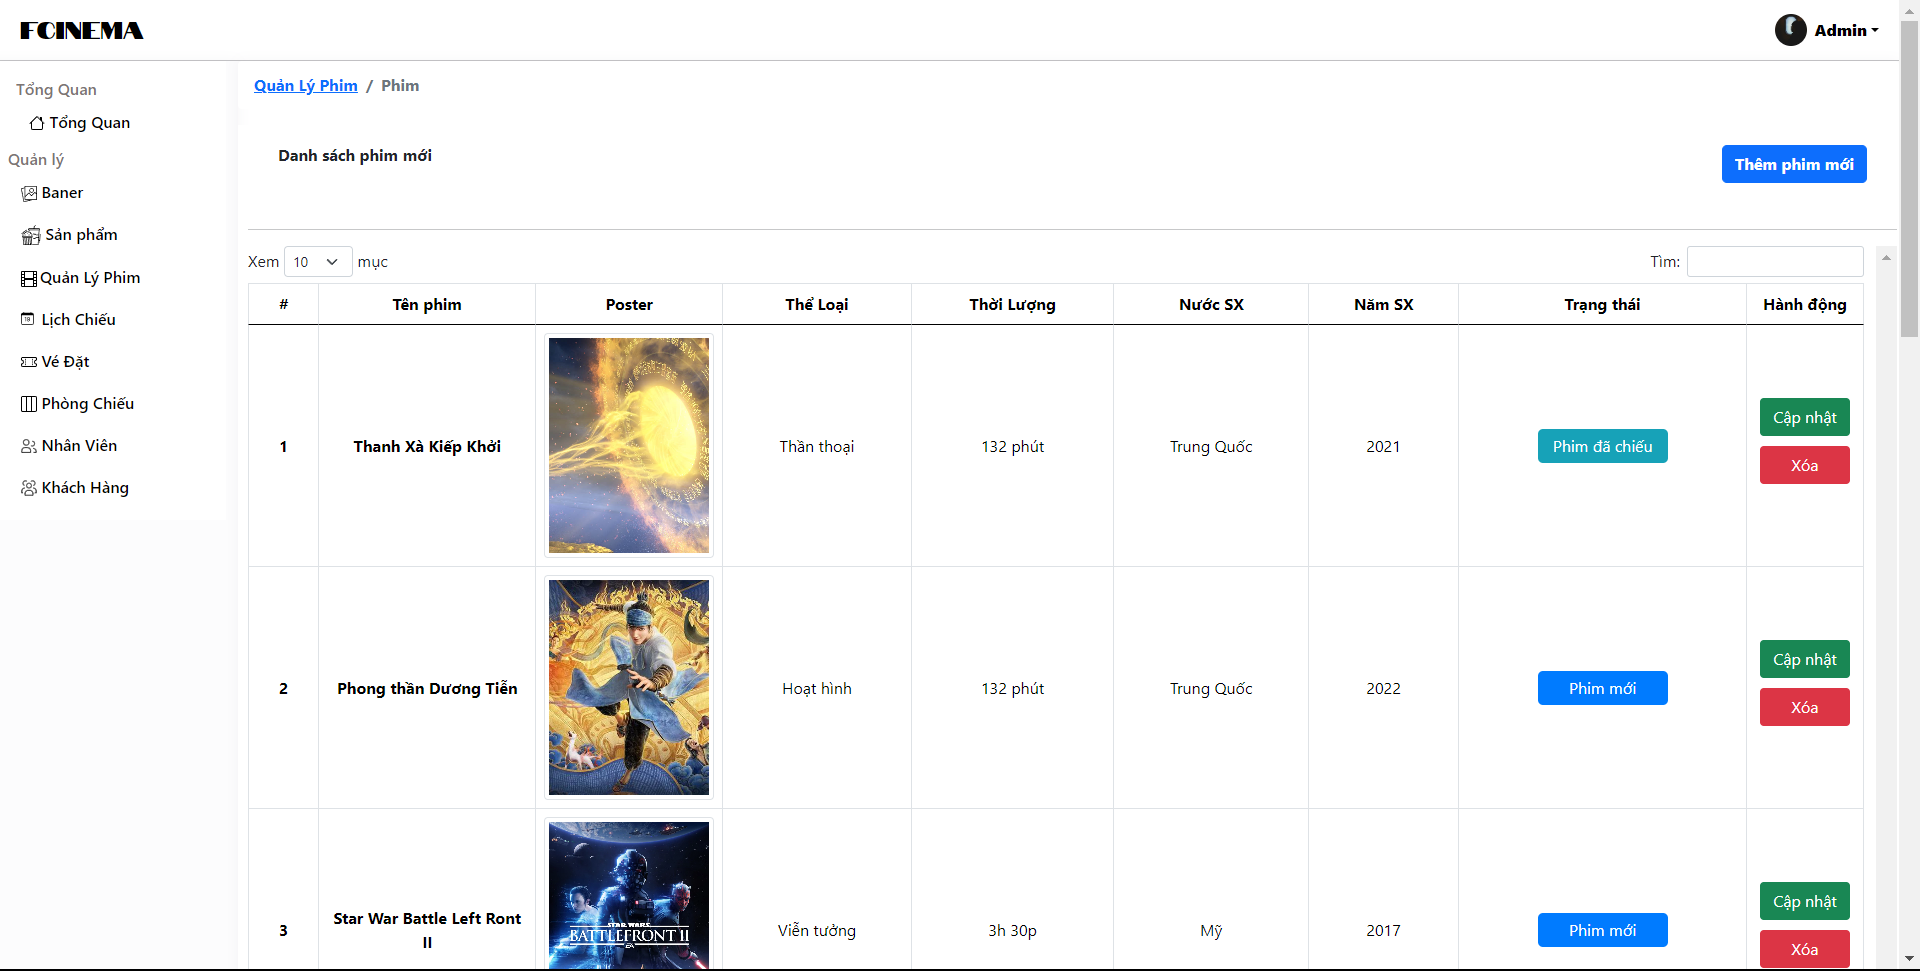 FCINEMA
Admin
Tổng Quan
Tổng Quan
Quản lý
Baner
Sản phẩm
Quản Lý Phim
Lịch Chiếu
Vé Đặt
Phòng Chiếu
Nhân Viên
Khách Hàng
Quản Lý Phim / Phim
Danh sách phim mới
Thêm phim mới
Xem 10 mục
Tìm:
# Tên phim Poster Thể Loại Thời Lượng Nước SX Năm SX Trạng thái Hành động
1 Thanh Xà Kiếp Khởi Thần thoại 132 phút Trung Quốc 2021 Phim đã chiếu Cập nhật
Xóa
2 Phong thần Dương Tiễn Hoạt hình 132 phút Trung Quốc 2022 Phim mới Cập nhật
Xóa
3 Star War Battle Left Ront
II
STAR WARS
BATTLEFRONT II
EA
Viễn tưởng 3h 30p Mỹ 2017 Phim mới Cập nhật
Xóa